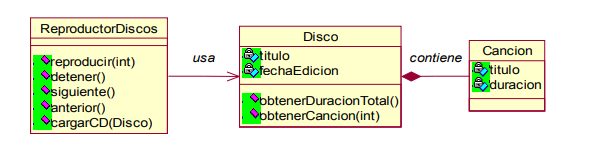 ReproductorDiscos
reproducir(int)
detener()
siguiente()
anterior()
cargarCD(Disco)
usa
Disco
titulo
fechaEdicion
obtenerDuracionTotal()
obtenerCancion(int)
contiene
Cancion
titulo
duracion